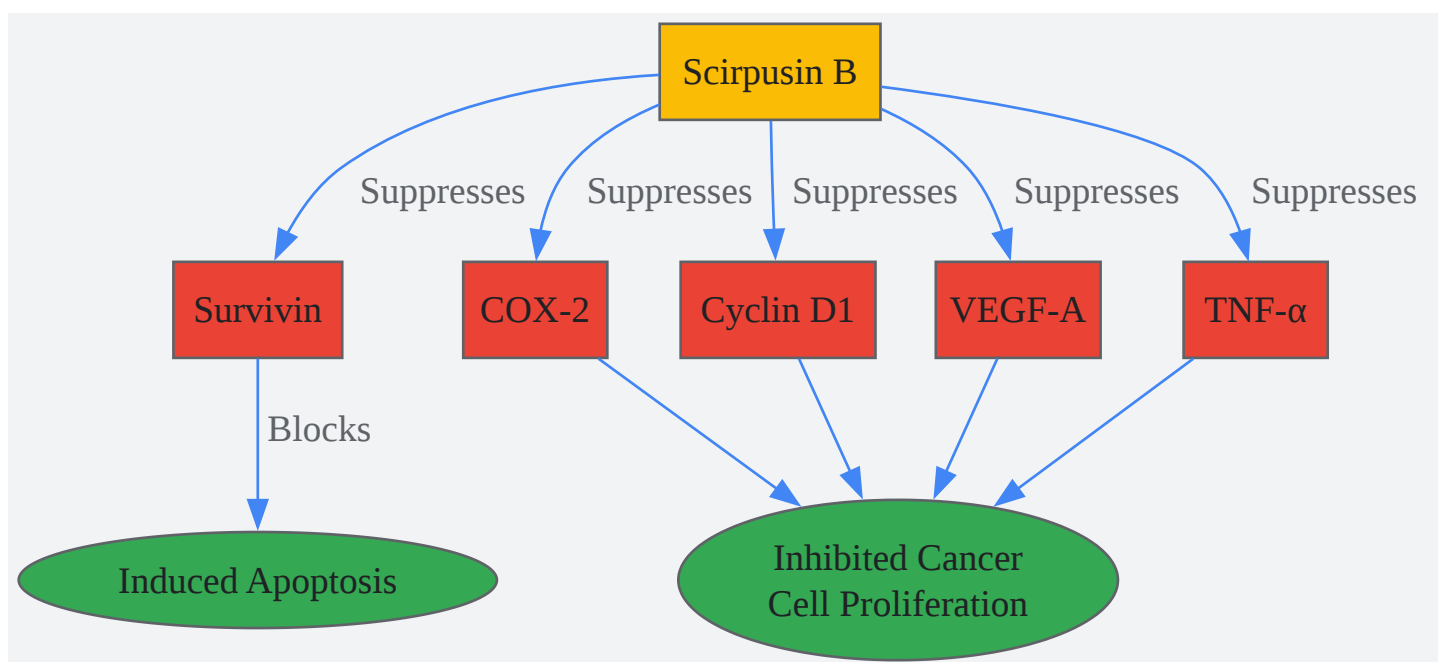 Scirpusin B
Suppresses
Suppresses
Suppresses
Suppresses
Suppresses
Survivin
COX-2
Cyclin D1
VEGF-A
TNF-α
Blocks
Induced Apoptosis
Inhibited Cancer
Cell Proliferation